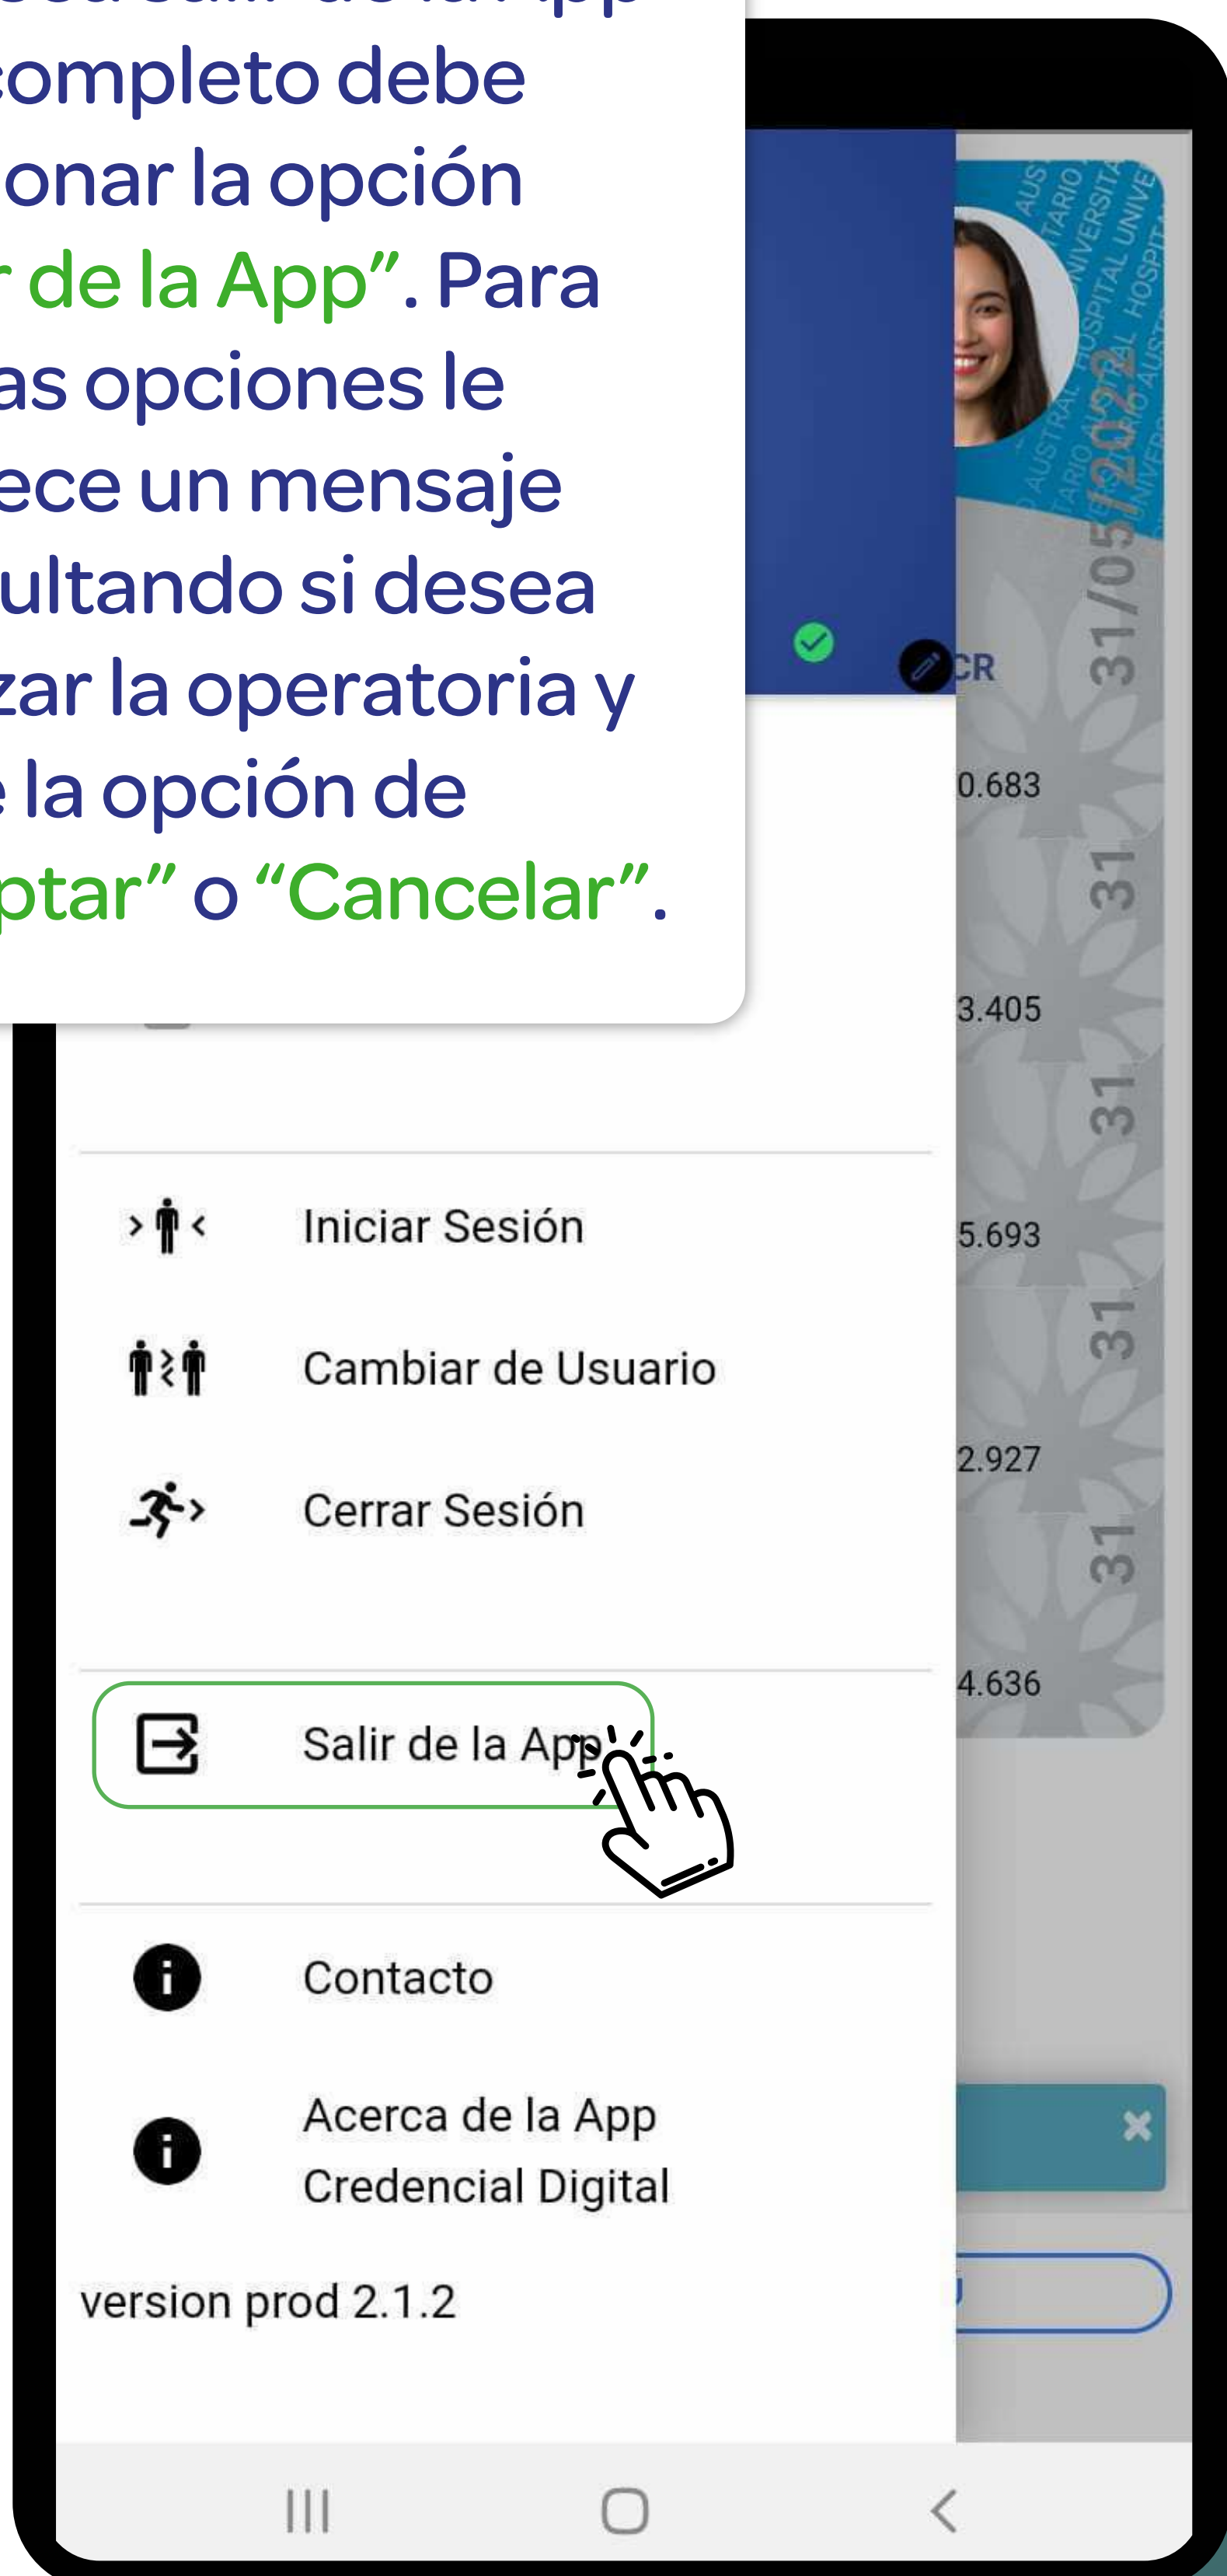 de la App
completo debe
onar la opción
r de la App”. Para
as opciones le
ece un mensaje
ultando si desea
zar la operatoria y
e la opción de
ptar” o “Cancelar”.
31/05/2022
CR
0.683
31
3.405
31
Iniciar Sesión
5.693
31
Cambiar de Usuario
2.927
Cerrar Sesión
31
4.636
Salir de la App
Contacto
Acerca de la App
Credencial Digital
version prod 2.1.2